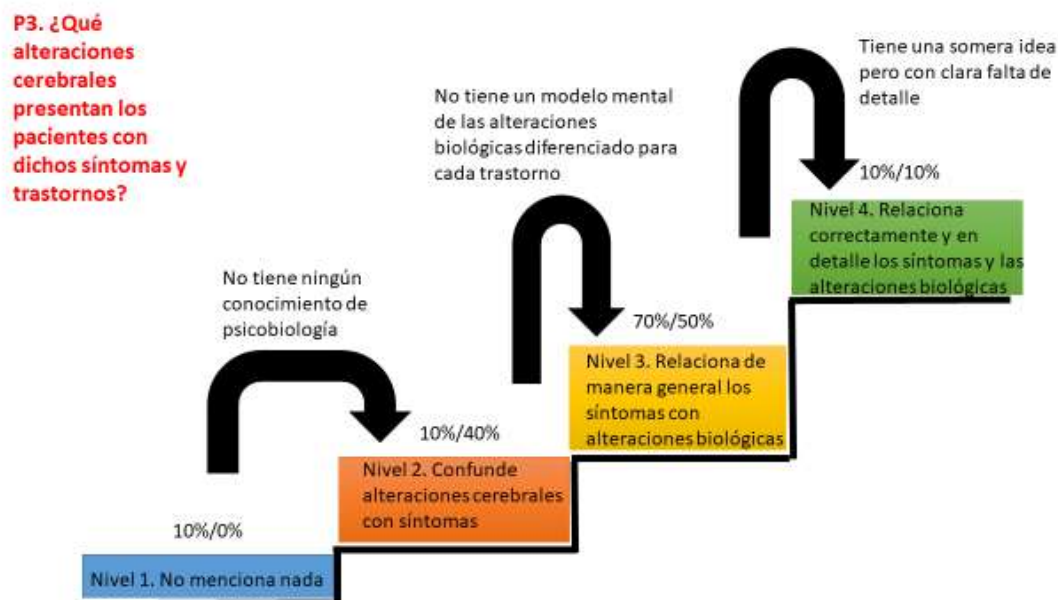 P3. ¿Qué
alteraciones
cerebrales
presentan los
pacientes con
dichos síntomas y
trastornos?
Tiene una somera idea
pero con clara falta de
detalle
No tiene un modelo mental
de las alteraciones
biológicas diferenciado para
cada trastorno
10%/10%
Nivel 4. Relaciona
correctamente y en
detalle los síntomas y las
alteraciones biológicas
No tiene ningún
conocimiento de
psicobiología
70%/50%
Nivel 3. Relaciona de
manera general los
síntomas con
alteraciones biológicas
10%/40%
Nivel 2. Confunde
alteraciones cerebrales
con síntomas
10%/0%
Nivel 1. No menciona nada